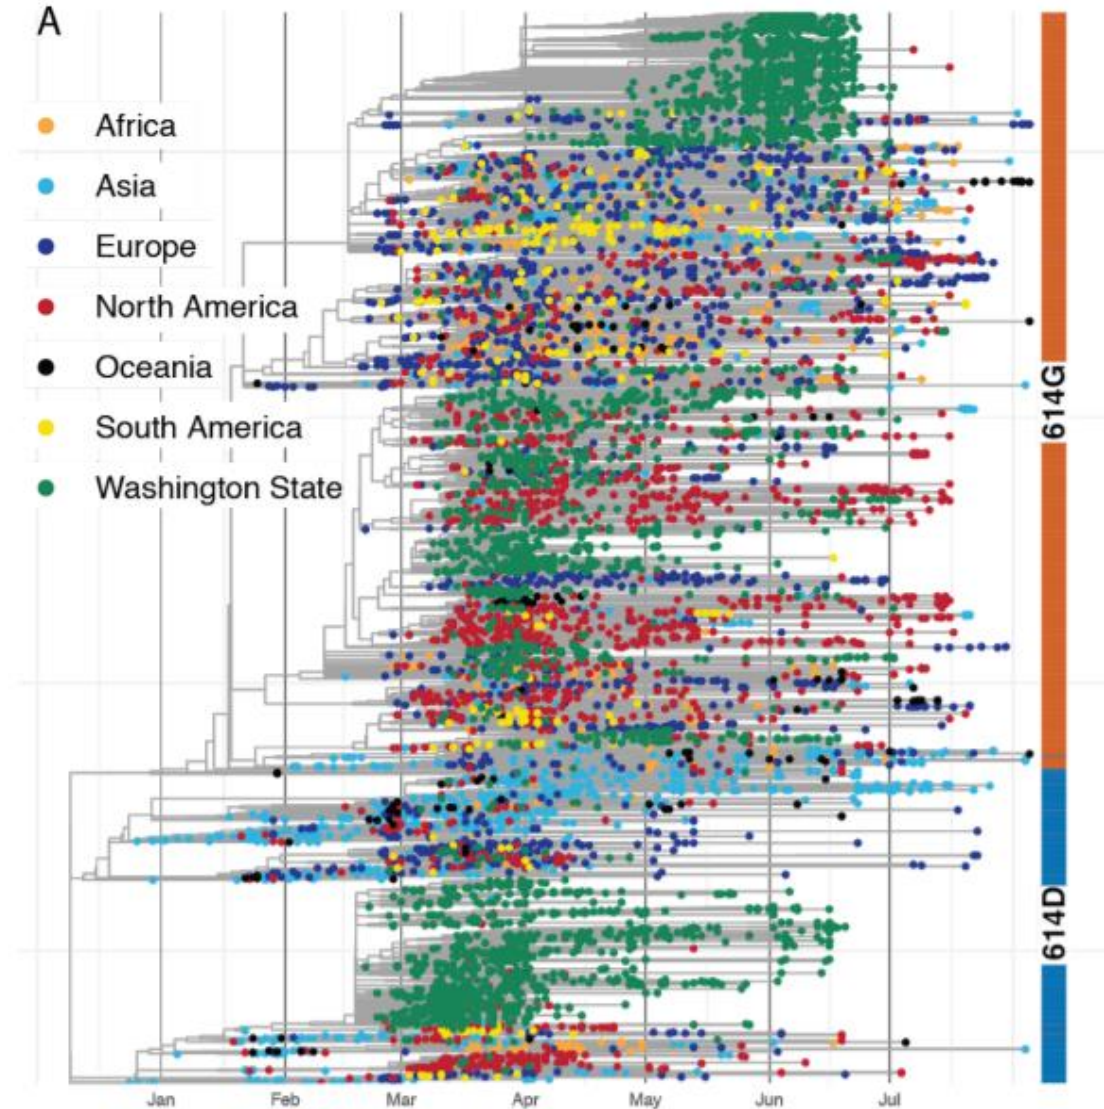 A
Africa
Asia
Europe
North America
Oceania
South America
Washington State
614G
614D
Jan Feb Mar Apr May Jun Jul